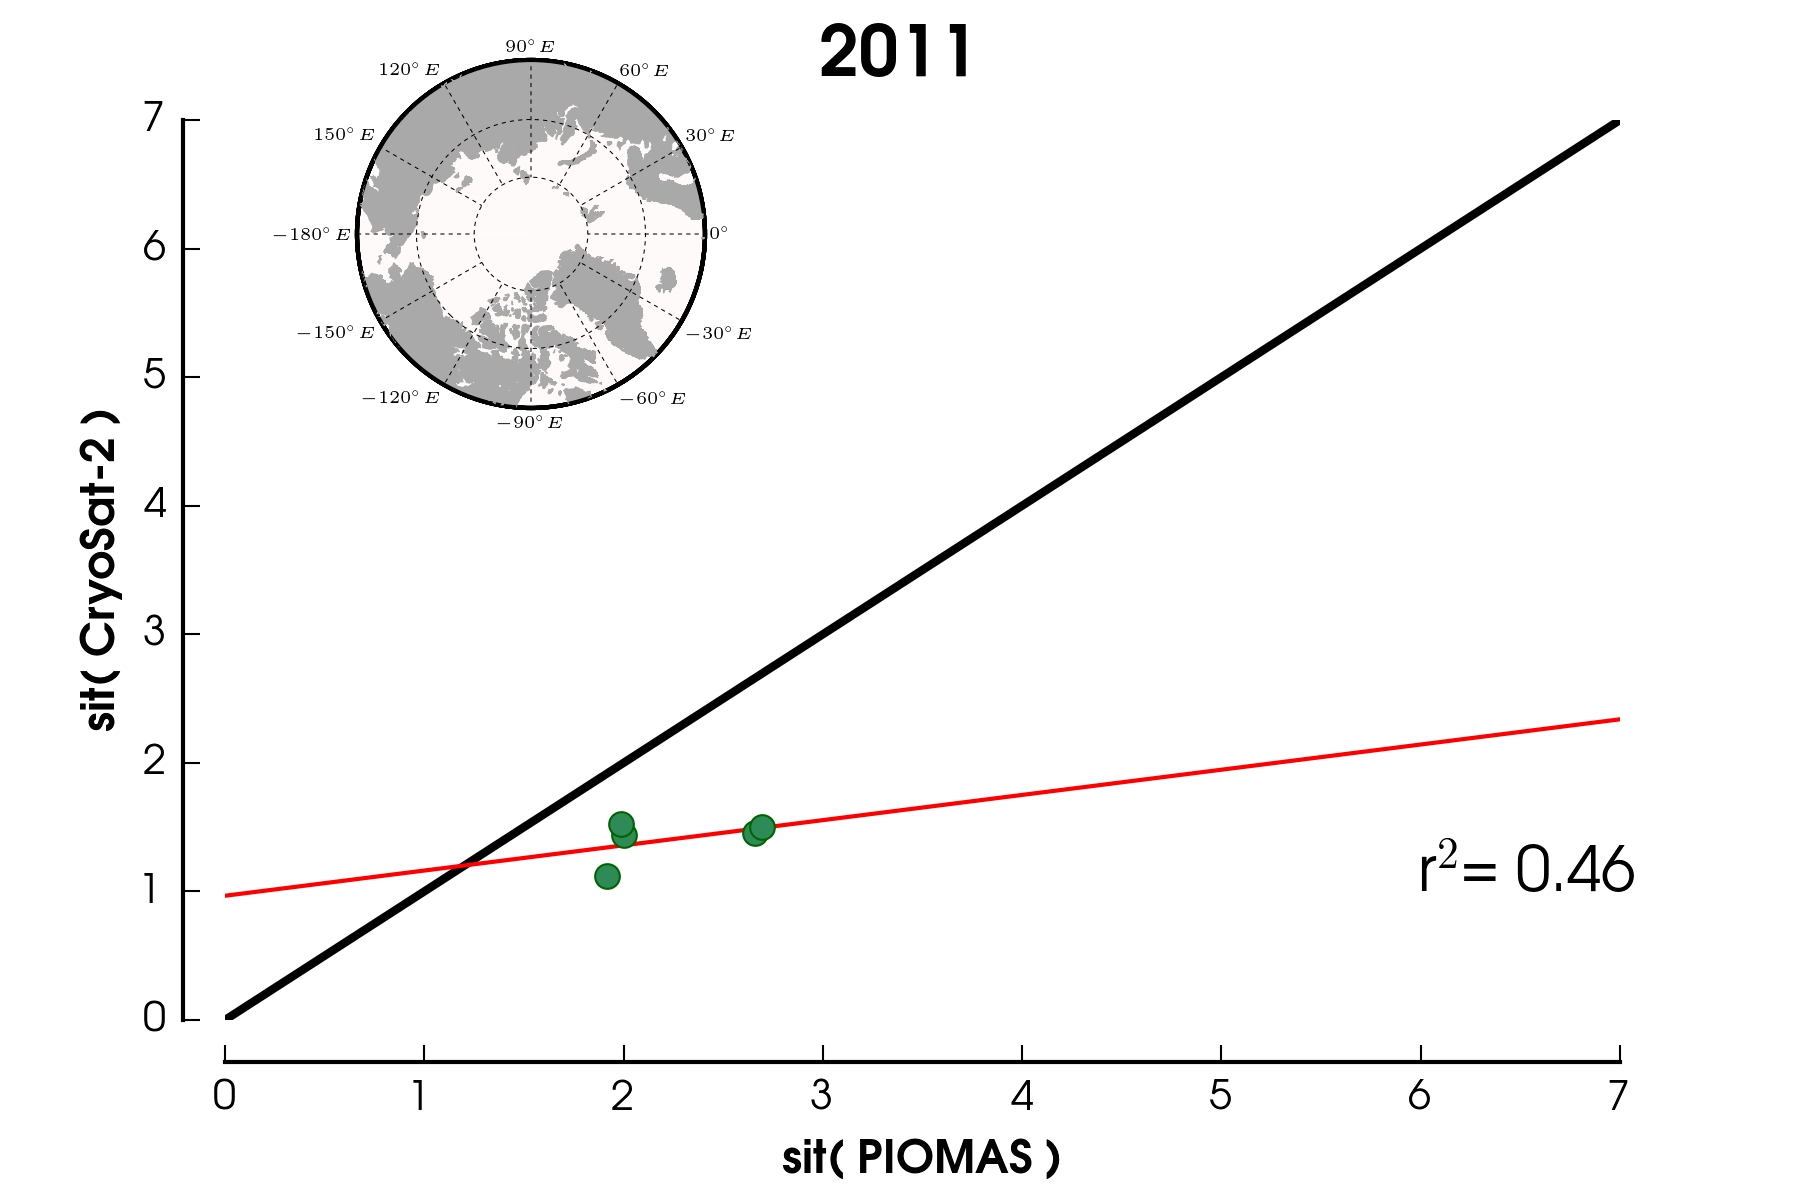 2011
90° E
120° E
60° E
150° E
30° E
−180° E
0°
−150° E
−30° E
−120° E
−60° E
−90° E
7
6
5
4
3
2
1
0
sit( CryoSat-2 )
r²= 0.46
0 1 2 3 4 5 6 7
sit( PIOMAS )